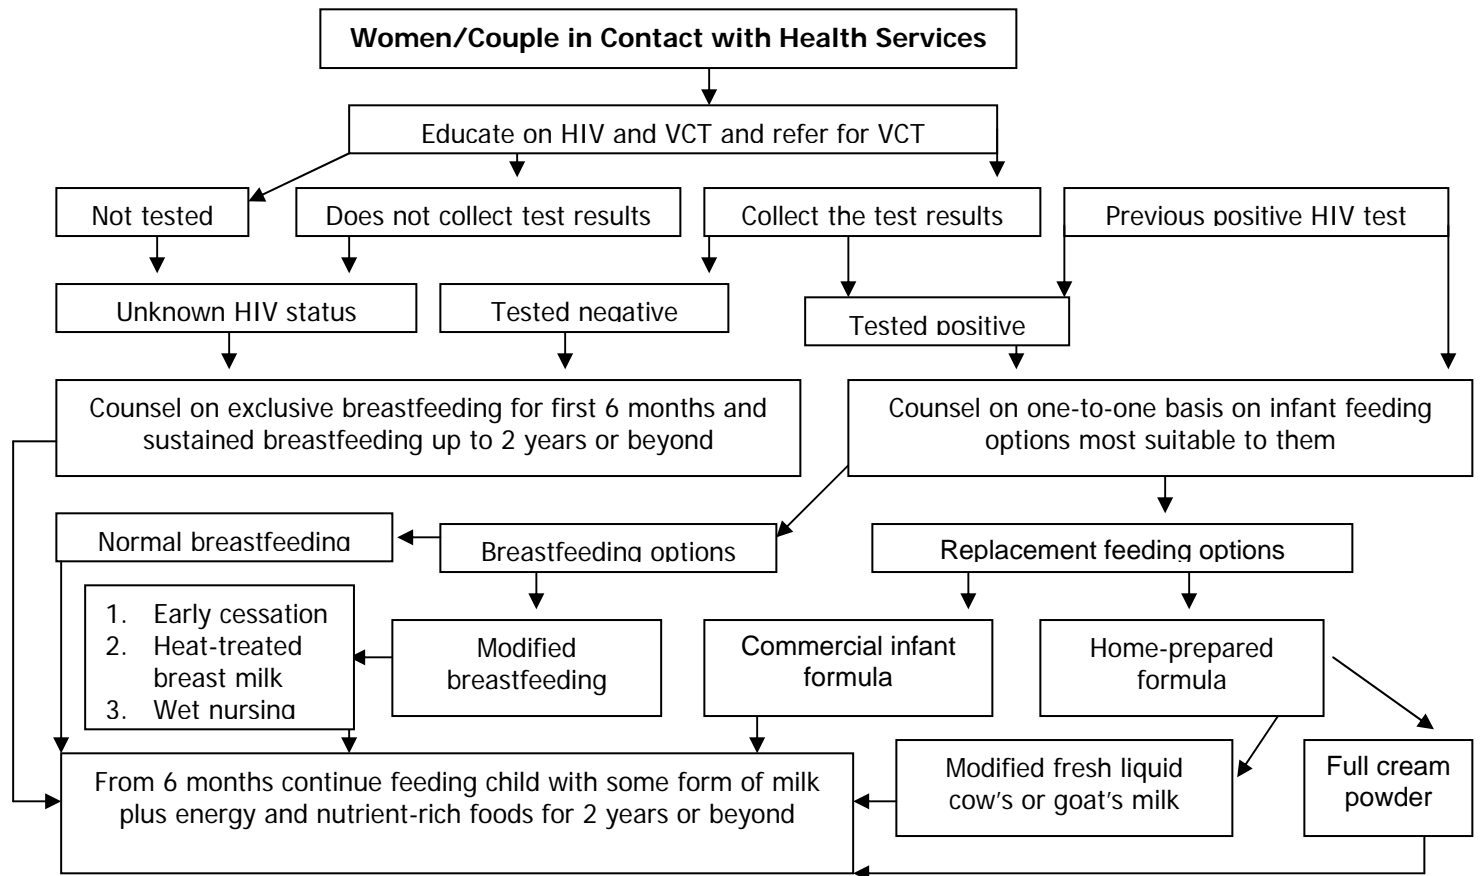 Women/Couple in Contact with Health Services
Educate on HIV and VCT and refer for VCT
Not tested
Does not collect test results
Collect the test results
Previous positive HIV test
Unknown HIV status
Tested negative
Tested positive
Counsel on exclusive breastfeeding for first 6 months and
sustained breastfeeding up to 2 years or beyond
Counsel on one-to-one basis on infant feeding
options most suitable to them
Normal breastfeeding
Breastfeeding options
Replacement feeding options
1. Early cessation
2. Heat-treated
breast milk
3. Wet nursing
Modified
breastfeeding
Commercial infant
formula
Home-prepared
formula
From 6 months continue feeding child with some form of milk
plus energy and nutrient-rich foods for 2 years or beyond
Modified fresh liquid
cow's or goat's milk
Full cream
powder